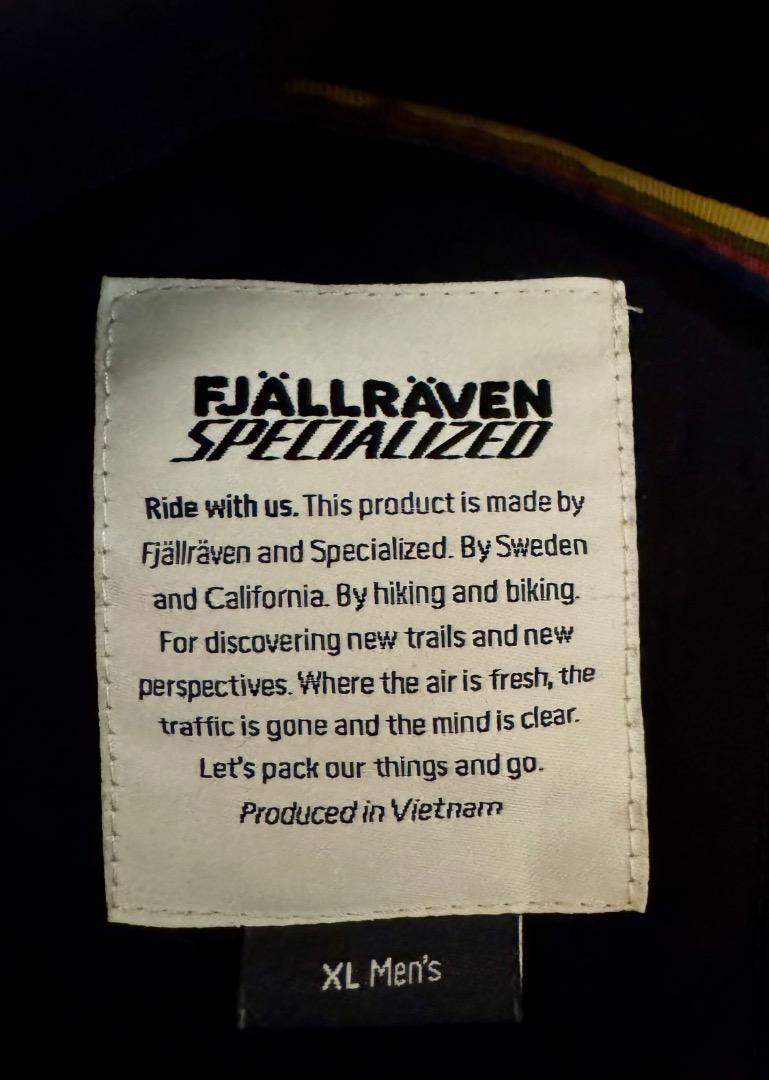 FJÄLLRÄVEN
SPECIALIZED
Ride with us. This product is made by
Fjällräven and Specialized. By Sweden
and California. By hiking and biking.
For discovering new trails and new
perspectives. Where the air is fresh, the
traffic is gone and the mind is clear.
Let's pack our things and go.
Produced in Vietnam
XL Men's